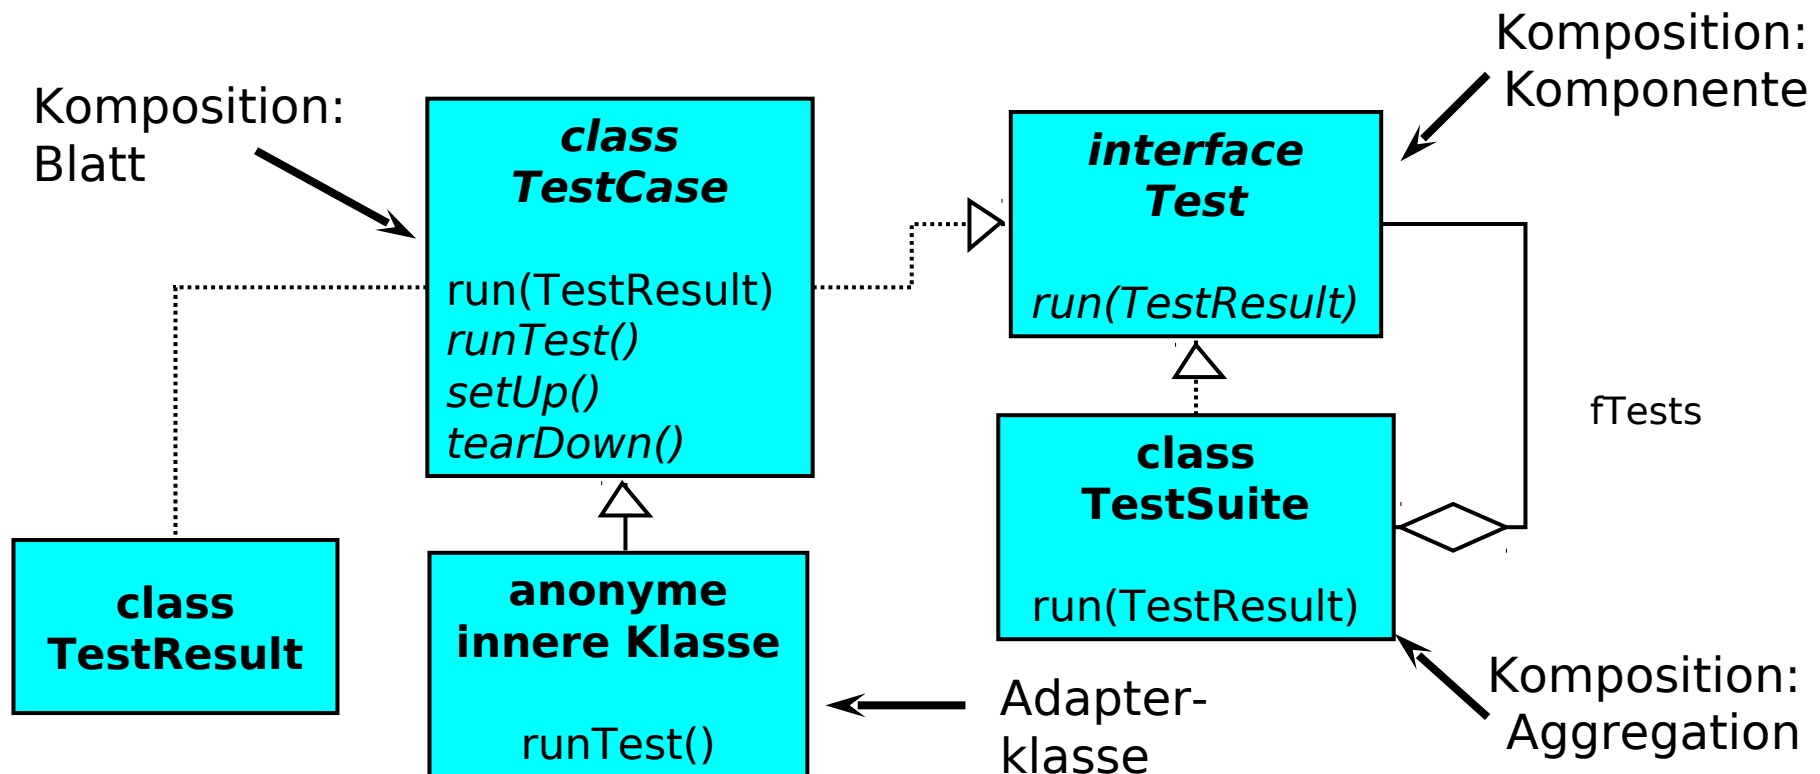 Komposition:
Blatt
class
TestCase
run(TestResult)
runTest()
setUp()
tearDown()
Komposition:
Komponente
interface
Test
run(TestResult)
fTests
class
TestSuite
run(TestResult)
class
TestResult
anonyme
innere Klasse
runTest()
Adapter-
klasse
Komposition:
Aggregation